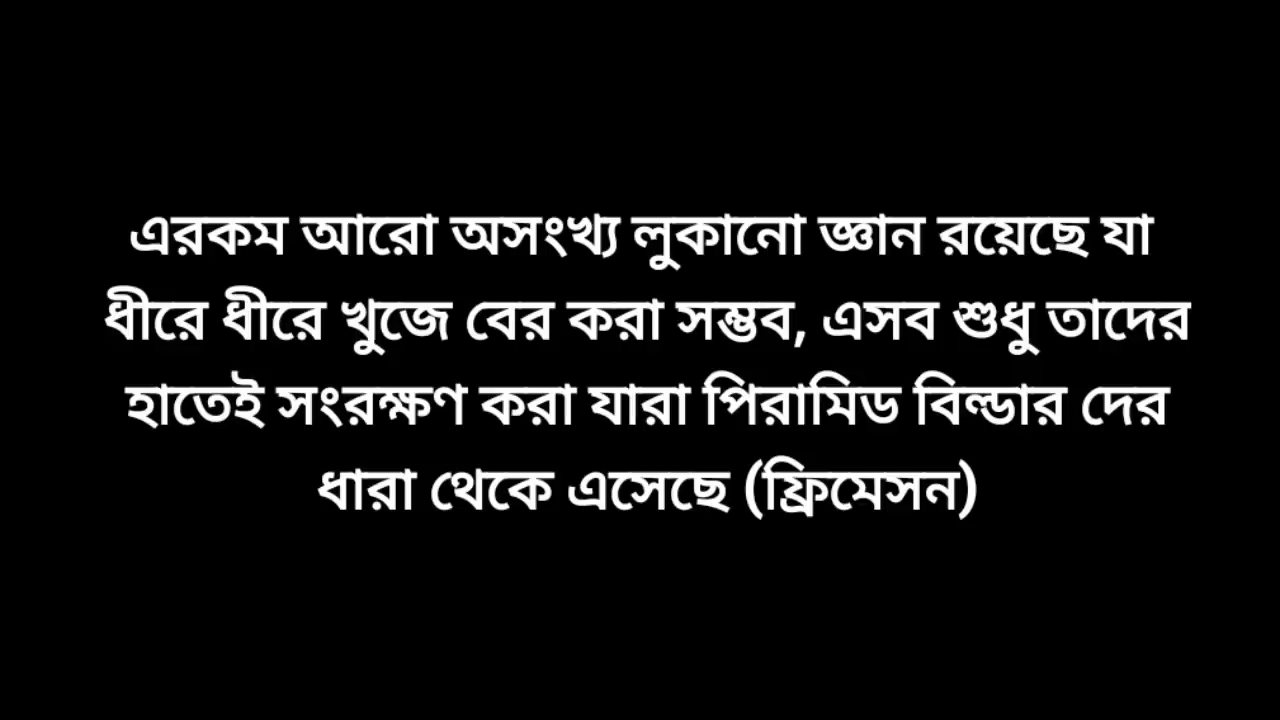 এরকম আরো অসংখ্য লুকানো জ্ঞান রয়েছে যা
ধীরে ধীরে খুজে বের করা সম্ভব, এসব শুধু তাদের
হাতেই সংরক্ষণ করা যারা পিরামিড বিল্ডার দের
ধারা থেকে এসেছে (ফ্রিমেসন)